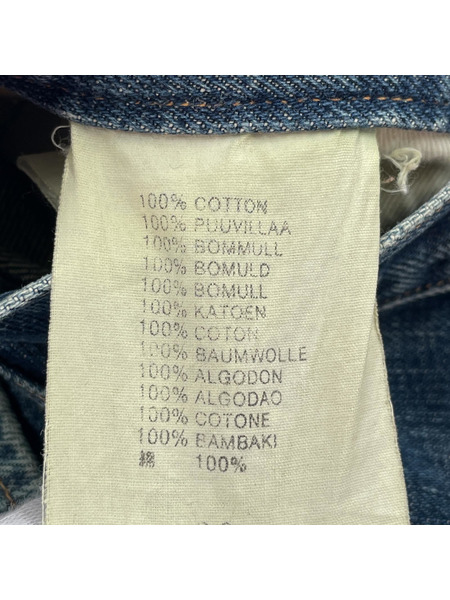 100% COTTON
100% PUUVILLAA
100% BOMMULL
100% BOMULD
100% BOMULL
100% KATOEN
100% COTON
100% BAUMWOLLE
100% ALGODON
100% ALGODAO
100% COTONE
100% BAMBAKI
綿 100%